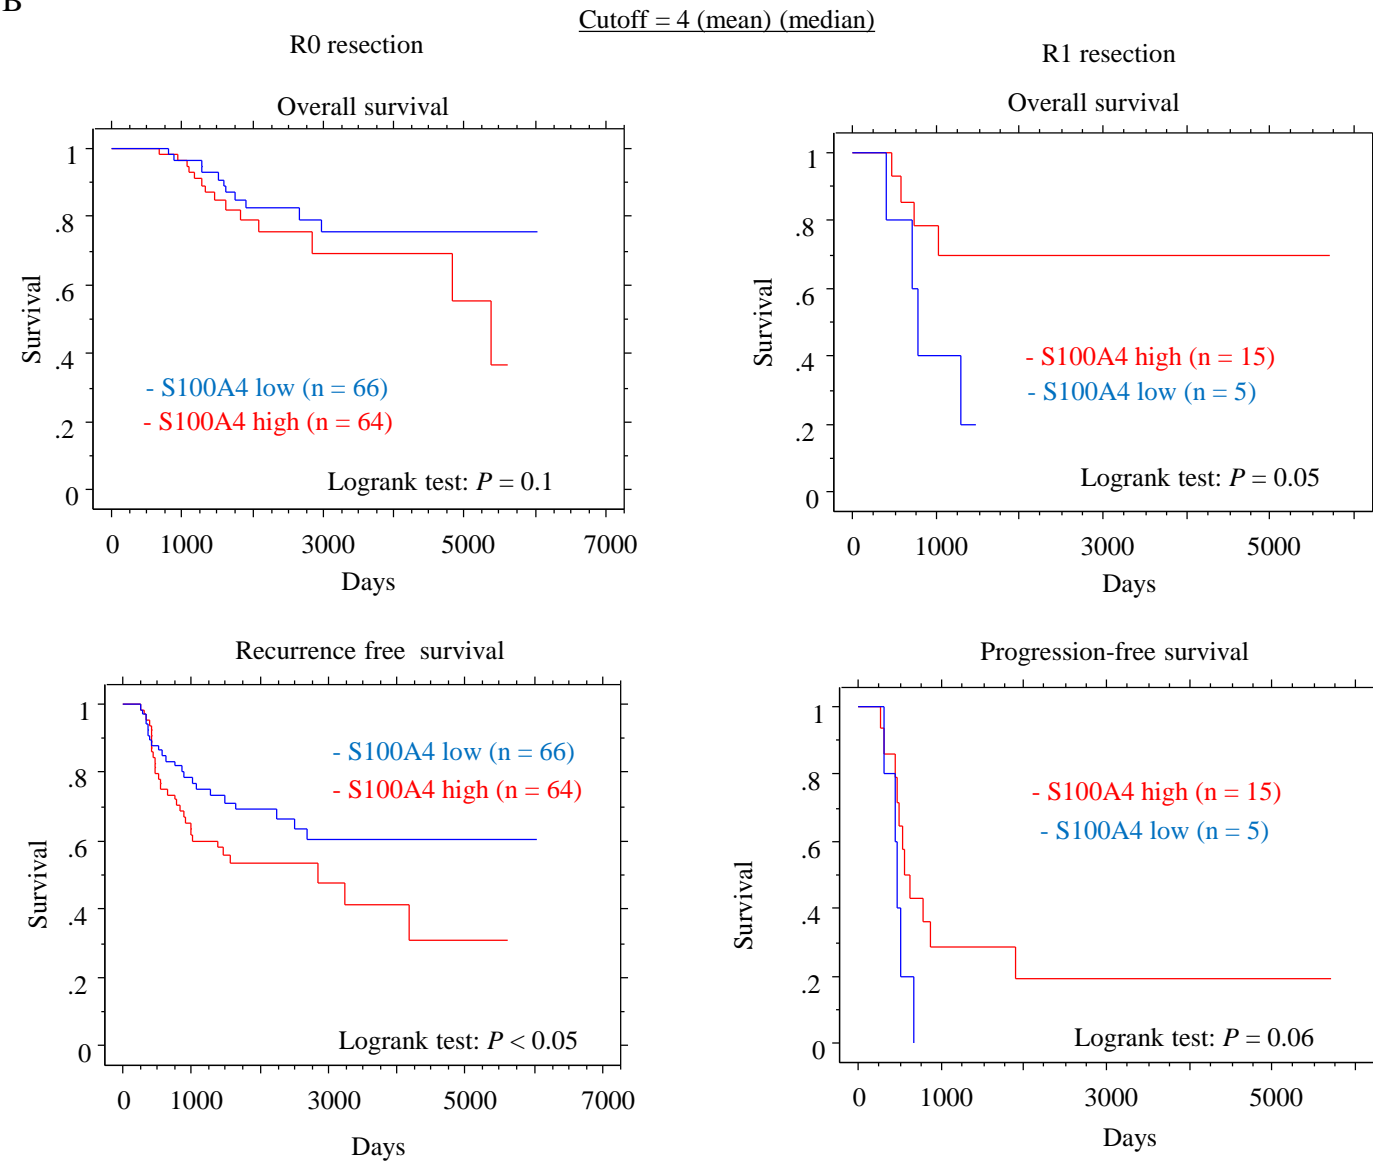 B
Cutoff = 4 (mean) (median)
R0 resection
R1 resection
Overall survival
1
.8
.6
.4
.2
0
Survival
- S100A4 low (n = 66)
- S100A4 high (n = 64)
Logrank test: P = 0.1
0 1000 3000 5000 7000
Days
Overall survival
1
.8
.6
.4
.2
0
Survival
- S100A4 high (n = 15)
- S100A4 low (n = 5)
Logrank test: P = 0.05
0 1000 3000 5000
Days
Recurrence free survival
1
.8
.6
.4
.2
0
Survival
- S100A4 low (n = 66)
- S100A4 high (n = 64)
Logrank test: P < 0.05
0 1000 3000 5000 7000
Days
Progression-free survival
1
.8
.6
.4
.2
0
Survival
- S100A4 high (n = 15)
- S100A4 low (n = 5)
Logrank test: P = 0.06
0 1000 3000 5000
Days